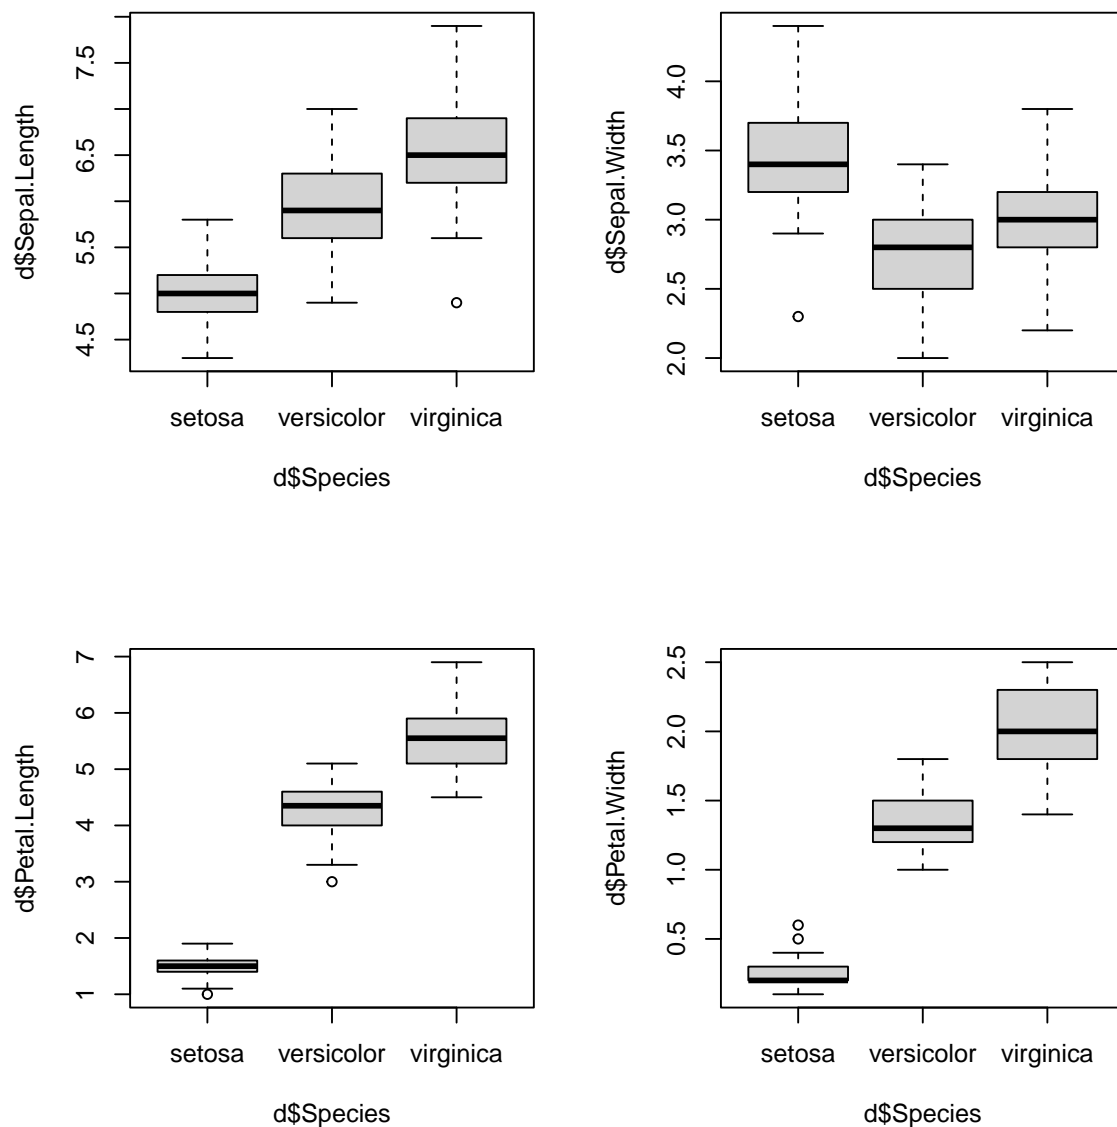 d$Sepal.Length
7.5
6.5
5.5
4.5
setosa versicolor virginica
d$Species
d$Sepal.Width
4.0
3.5
3.0
2.5
2.0
setosa versicolor virginica
d$Species
d$Petal.Length
7
6
5
4
3
2
1
setosa versicolor virginica
d$Species
d$Petal.Width
2.5
2.0
1.5
1.0
0.5
setosa versicolor virginica
d$Species